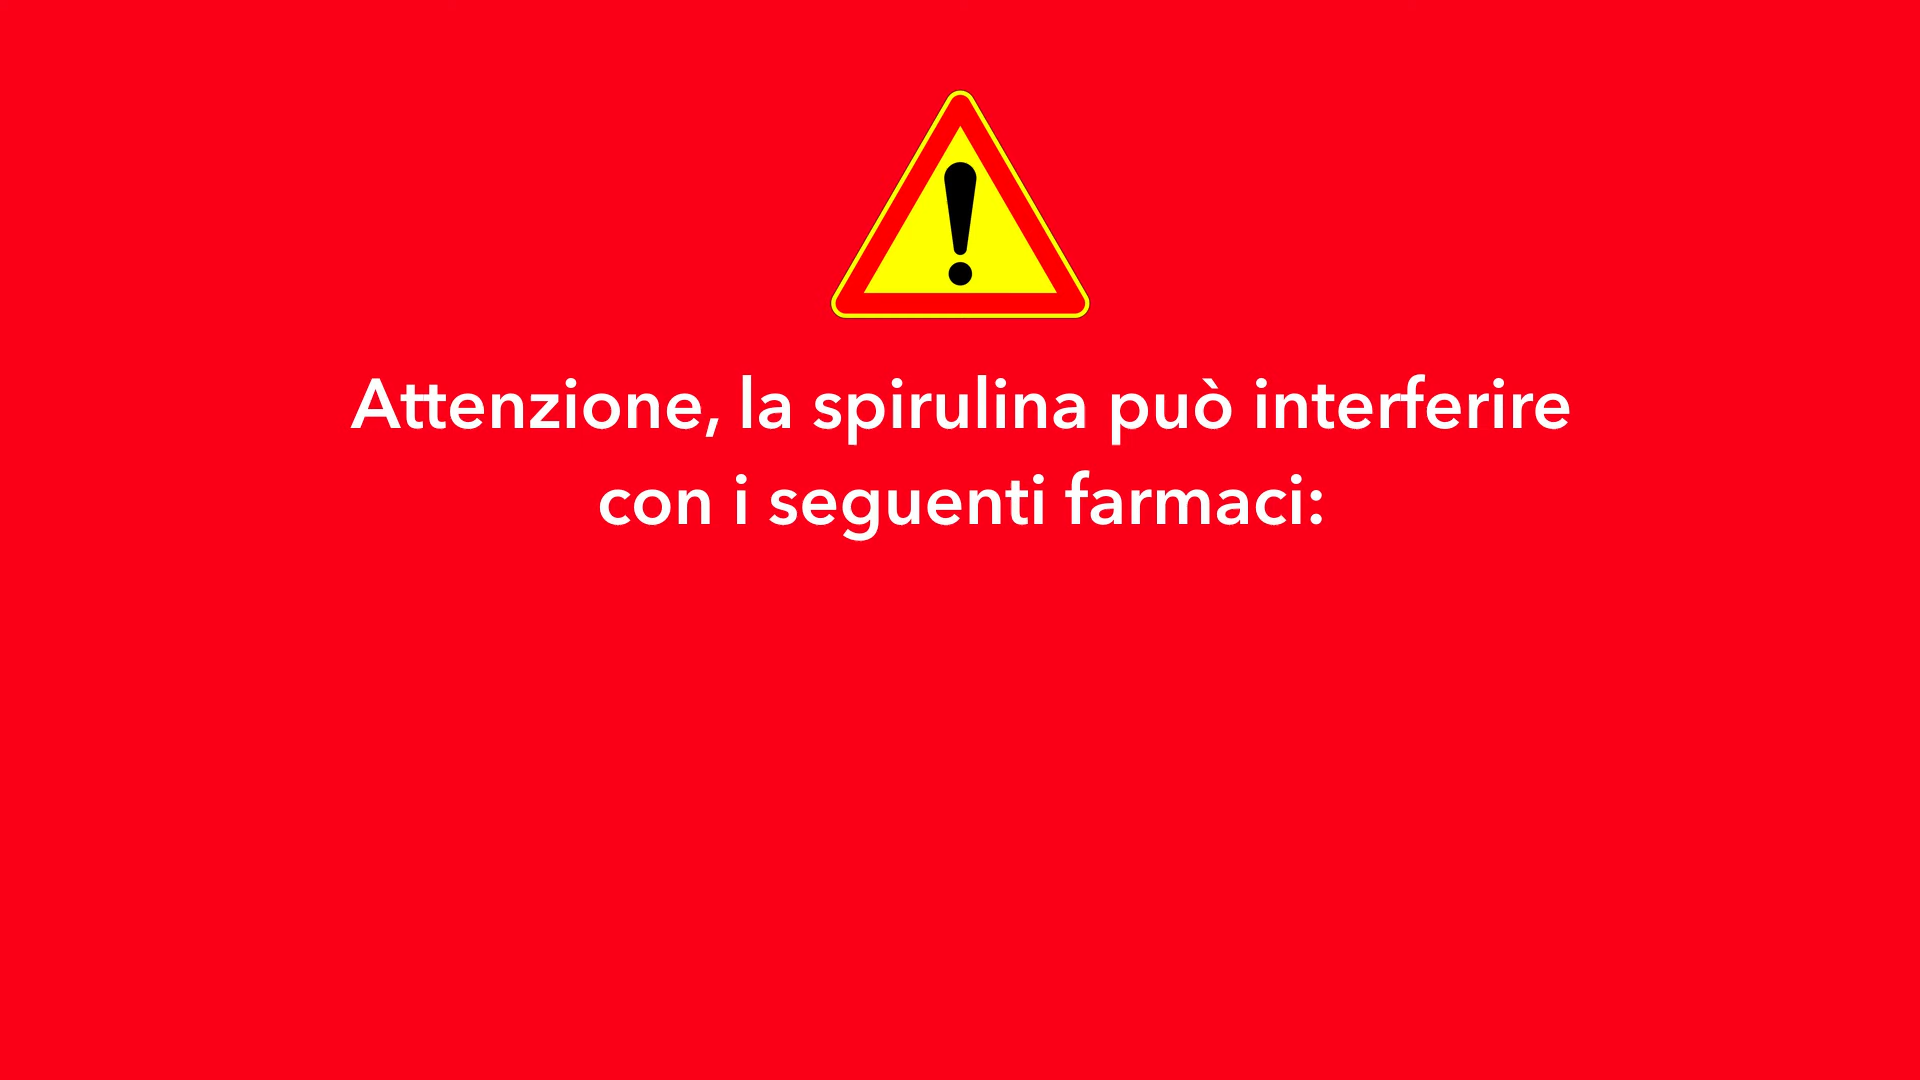 Attenzione, la spirulina può interferire
con i seguenti farmaci: